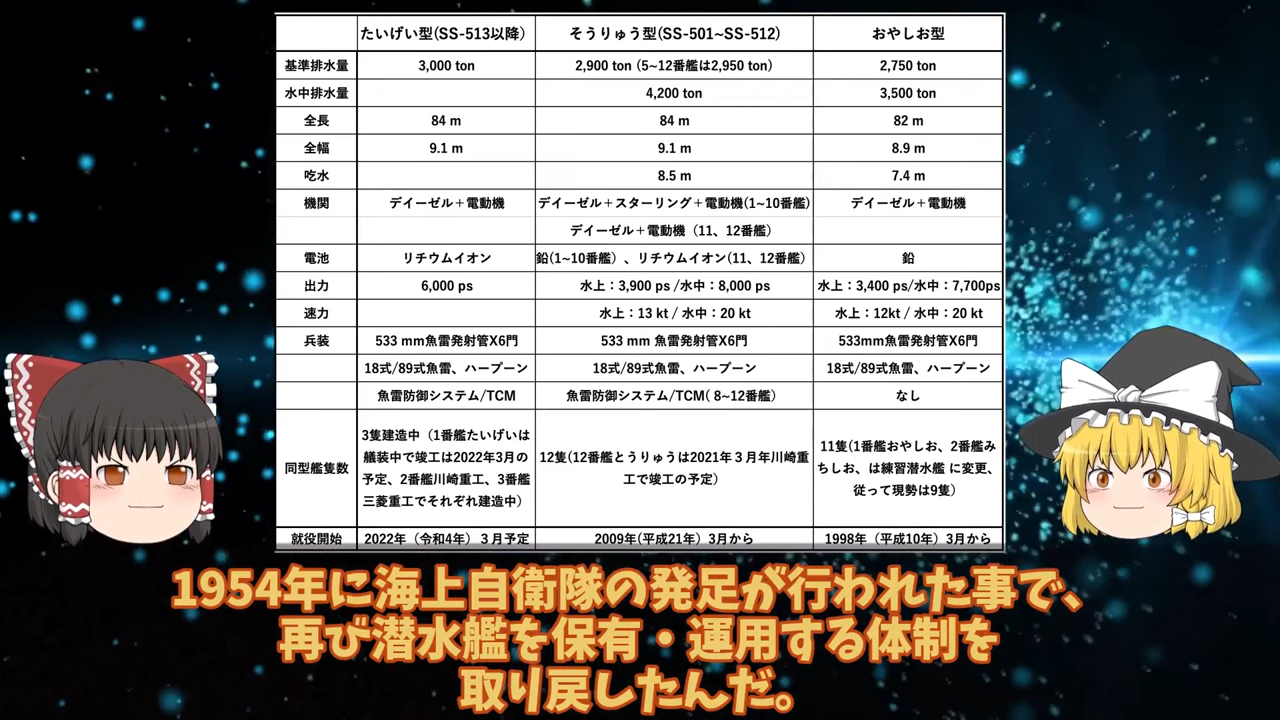 たいげい型(SS-513以降) そうりゅう型(SS-501~SS-512) おやしお型
基準排水量 3,000 ton 2,900 ton (5~12番艦は2,950 ton) 2,750 ton
水中排水量 4,200 ton 3,500 ton
全長 84 m 84 m 82 m
全幅 9.1 m 9.1 m 8.9 m
吃水 8.5 m 7.4 m
機関 デイーゼル＋電動機 デイーゼル＋スターリング＋電動機(1~10番艦) デイーゼル＋電動機
デイーゼル＋電動機（11、12番艦）
電池 リチウムイオン 鉛(1~10番艦）、リチウムイオン(11、12番艦） 鉛
出力 6,000 ps 水上：3,900 ps /水中：8,000 ps 水上：3,400 ps/水中：7,700ps
速力 水上：13 kt / 水中：20 kt 水上：12kt / 水中：20 kt
兵装 533 mm魚雷発射管X6門 533 mm 魚雷発射管X6門 533mm魚雷発射管X6門
18式/89式魚雷、ハープーン 18式/89式魚雷、ハープーン 18式/89式魚雷、ハープーン
魚雷防御システム/TCM 魚雷防御システム/TCM( 8~12番艦） なし
同型艦隻数
3隻建造中（1番艦たいげいは
艤装中で竣工は2022年3月の
予定、2番艦川崎重工、3番艦
三菱重工でそれぞれ建造中）
12隻(12番艦とうりゅうは2021年３月年川崎重
工で竣工の予定）
11隻(1番艦おやしお、2番艦み
ちしお、は練習潜水艦 に変更、
従って現勢は9隻）
就役開始 2022年（令和4年）３月予定 2009年(平成21年）3月から 1998年（平成10年）3月から
1954年に海上自衛隊の発足が行われた事で、
再び潜水艦を保有・運用する体制を
取り戻したんだ。